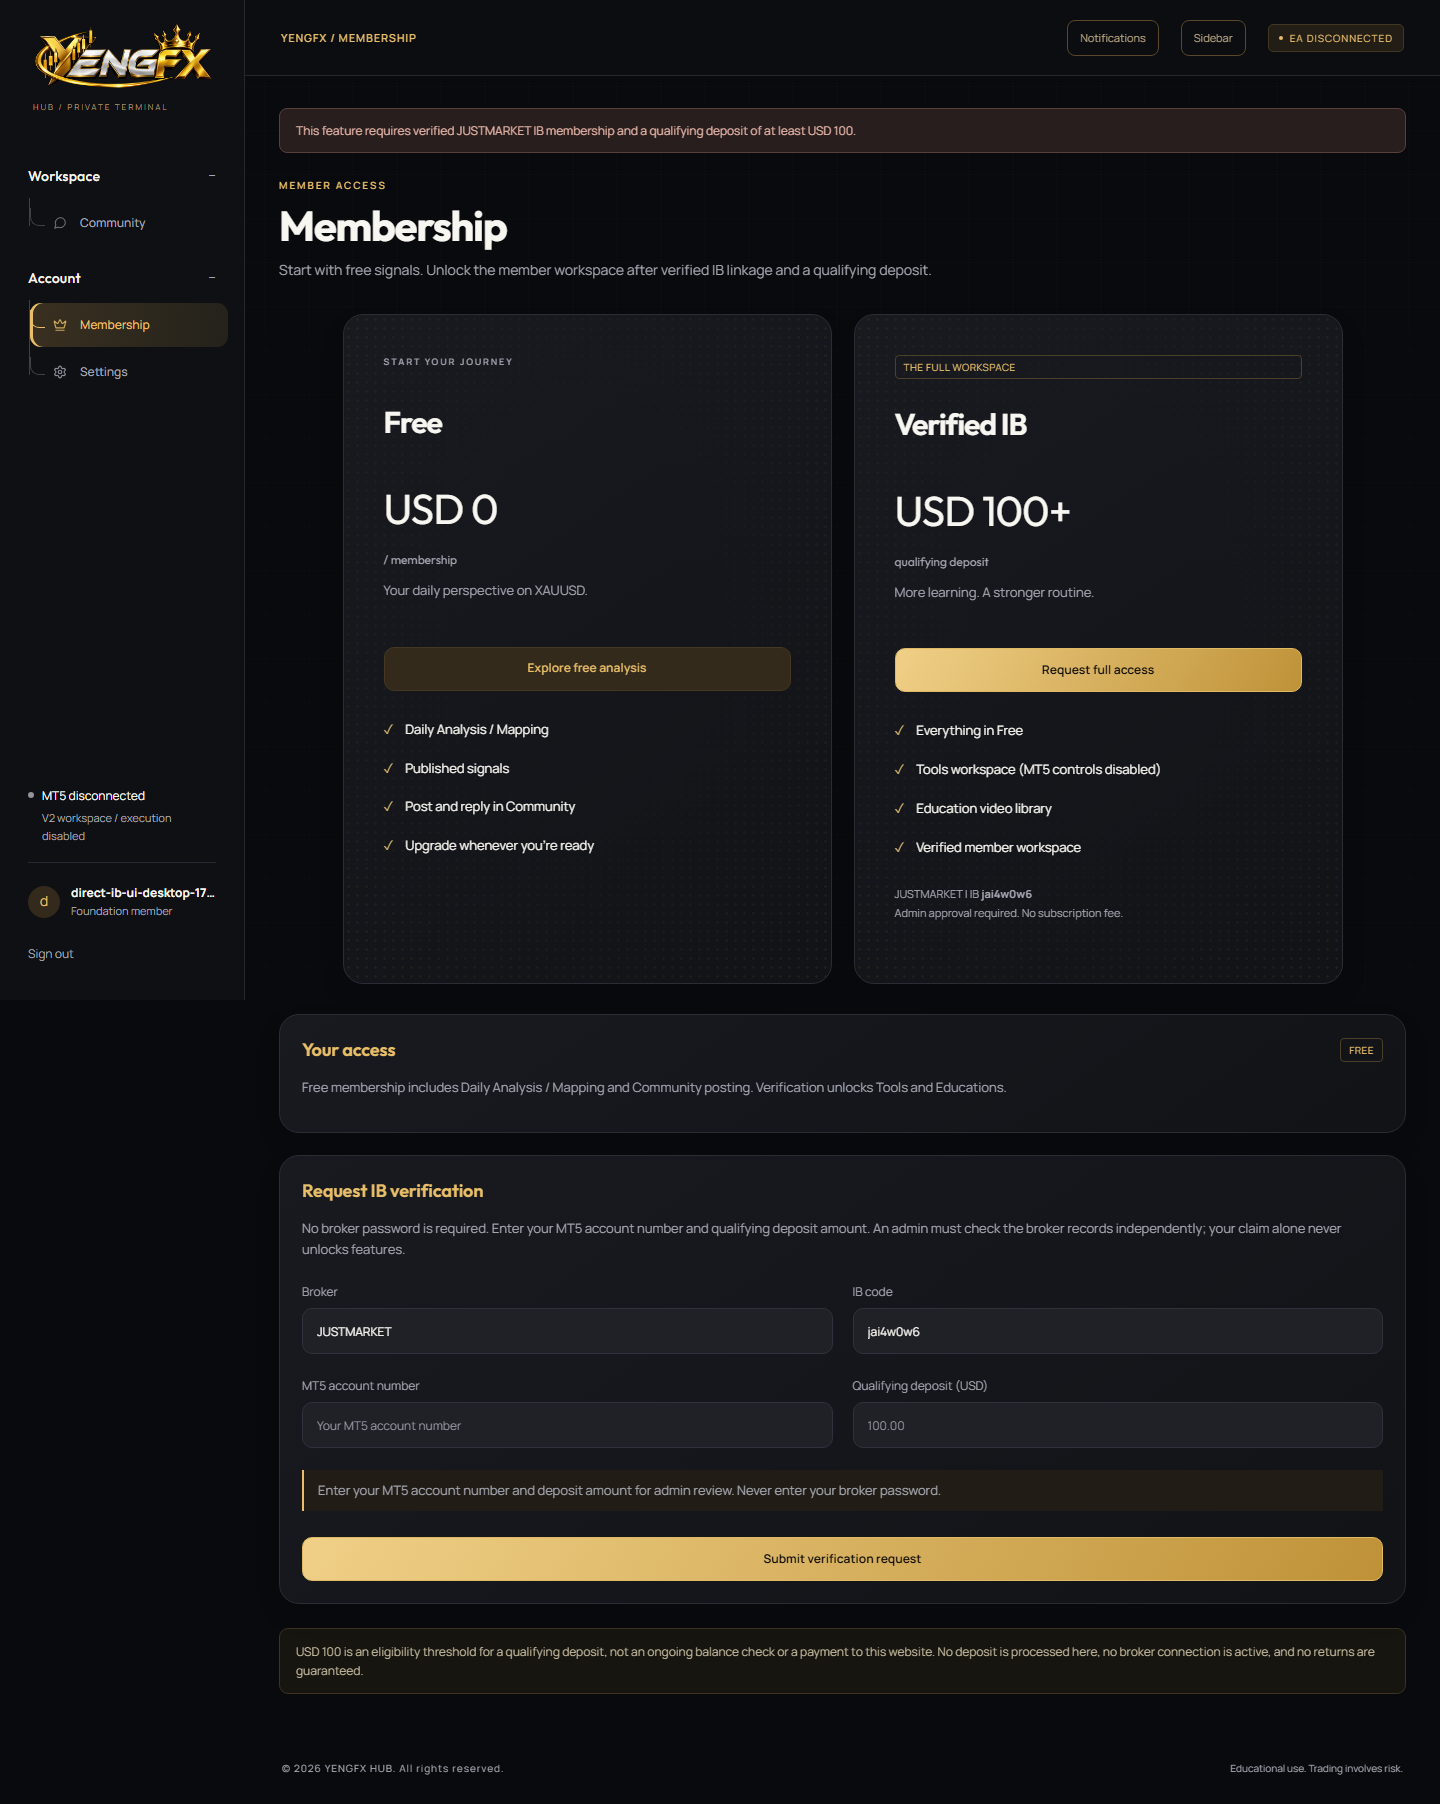 YENGFX
HUB / PRIVATE TERMINAL
Workspace
Community
Account
Membership
Settings
MT5 disconnected
V2 workspace / execution
disabled
d
direct-ib-ui-desktop-17...
Foundation member
Sign out
YENGFX / MEMBERSHIP
Notifications
Sidebar
EA DISCONNECTED
This feature requires verified JUSTMARKET IB membership and a qualifying deposit of at least USD 100.
MEMBER ACCESS
Membership
Start with free signals. Unlock the member workspace after verified IB linkage and a qualifying deposit.
START YOUR JOURNEY
Free
USD 0
/ membership
Your daily perspective on XAUUSD.
Explore free analysis
✓ Daily Analysis / Mapping
✓ Published signals
✓ Post and reply in Community
✓ Upgrade whenever you're ready
THE FULL WORKSPACE
Verified IB
USD 100+
qualifying deposit
More learning. A stronger routine.
Request full access
✓ Everything in Free
✓ Tools workspace (MT5 controls disabled)
✓ Education video library
✓ Verified member workspace
JUSTMARKET | IB jai4w0w6
Admin approval required. No subscription fee.
Your access
FREE
Free membership includes Daily Analysis / Mapping and Community posting. Verification unlocks Tools and Educations.
Request IB verification
No broker password is required. Enter your MT5 account number and qualifying deposit amount. An admin must check the broker records independently; your claim alone never
unlocks features.
Broker
JUSTMARKET
IB code
jai4w0w6
MT5 account number
Your MT5 account number
Qualifying deposit (USD)
100.00
Enter your MT5 account number and deposit amount for admin review. Never enter your broker password.
Submit verification request
USD 100 is an eligibility threshold for a qualifying deposit, not an ongoing balance check or a payment to this website. No deposit is processed here, no broker connection is active, and no returns are
guaranteed.
© 2026 YENGFX HUB. All rights reserved.
Educational use. Trading involves risk.